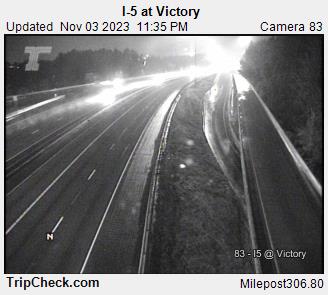 I-5 at Victory
Updated Nov 03 2023 11:35 PM Camera 83
T
N
83 - I5 @ Victory
TripCheck.com Milepost306.80